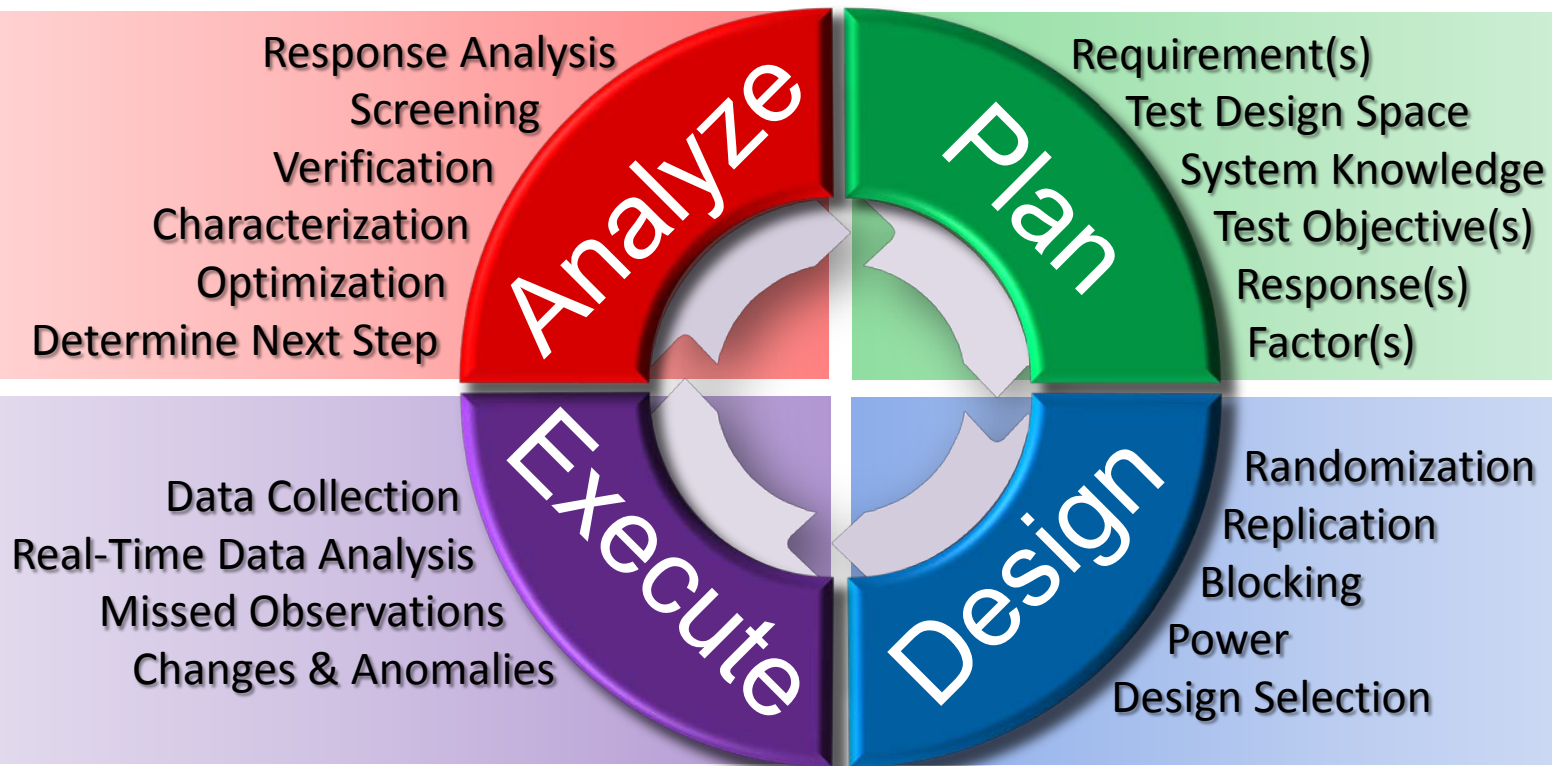 Analyze
Response Analysis
Screening
Verification
Characterization
Optimization
Determine Next Step
Plan
Requirement(s)
Test Design Space
System Knowledge
Test Objective(s)
Response(s)
Factor(s)
Execute
Data Collection
Real-Time Data Analysis
Missed Observations
Changes & Anomalies
Design
Randomization
Replication
Blocking
Power
Design Selection